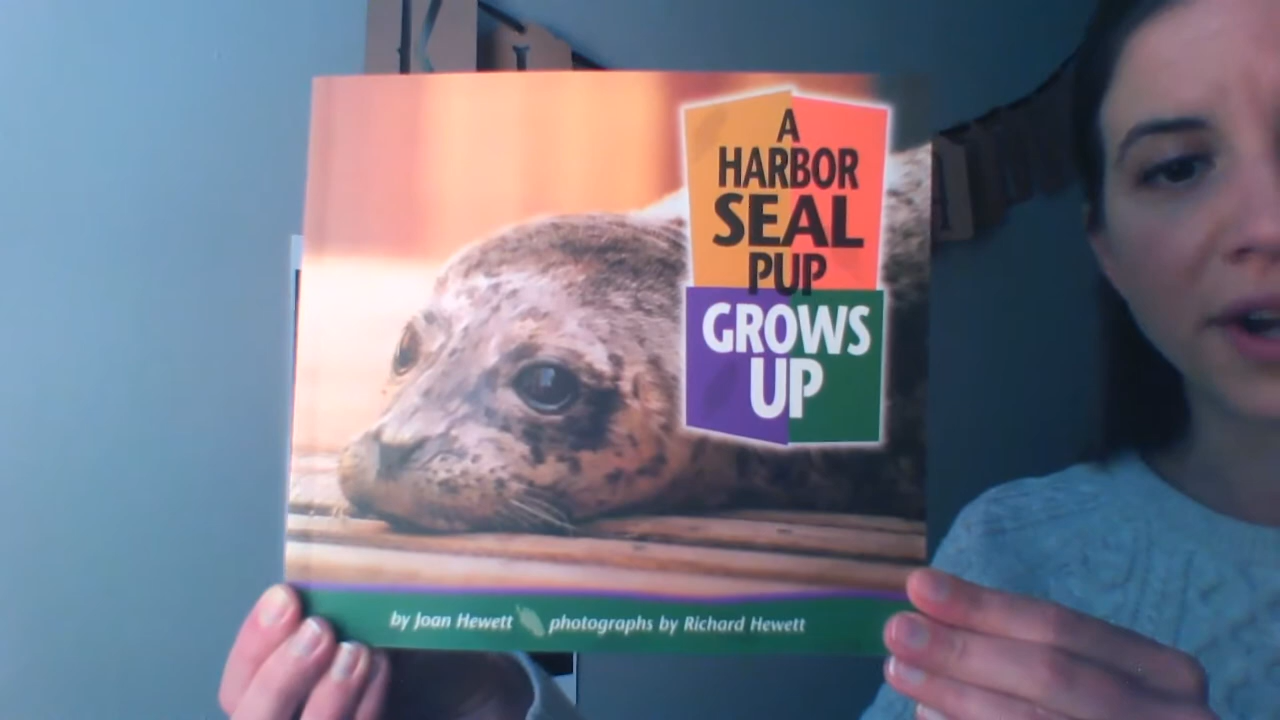 A
HARBOR
SEAL
PUP
GROWS
UP
by Joan Hewett photographs by Richard Hewett